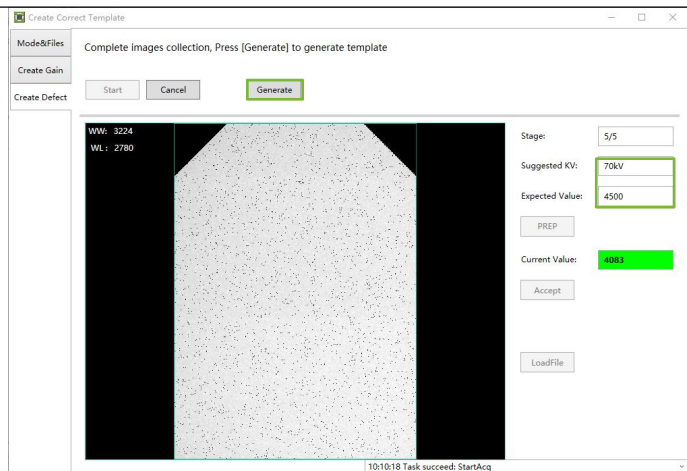 Create Correct Template
Mode&Files
Create Gain
Create Defect
Complete images collection, Press [Generate] to generate template
Start Cancel Generate
WW: 3224
WL: 2780
Stage: 5/5
Suggested KV: 70kV
Expected Value: 4500
PREP
Current Value: 4083
Accept
LoadFile
10:10:18 Task succeed: StartAcq